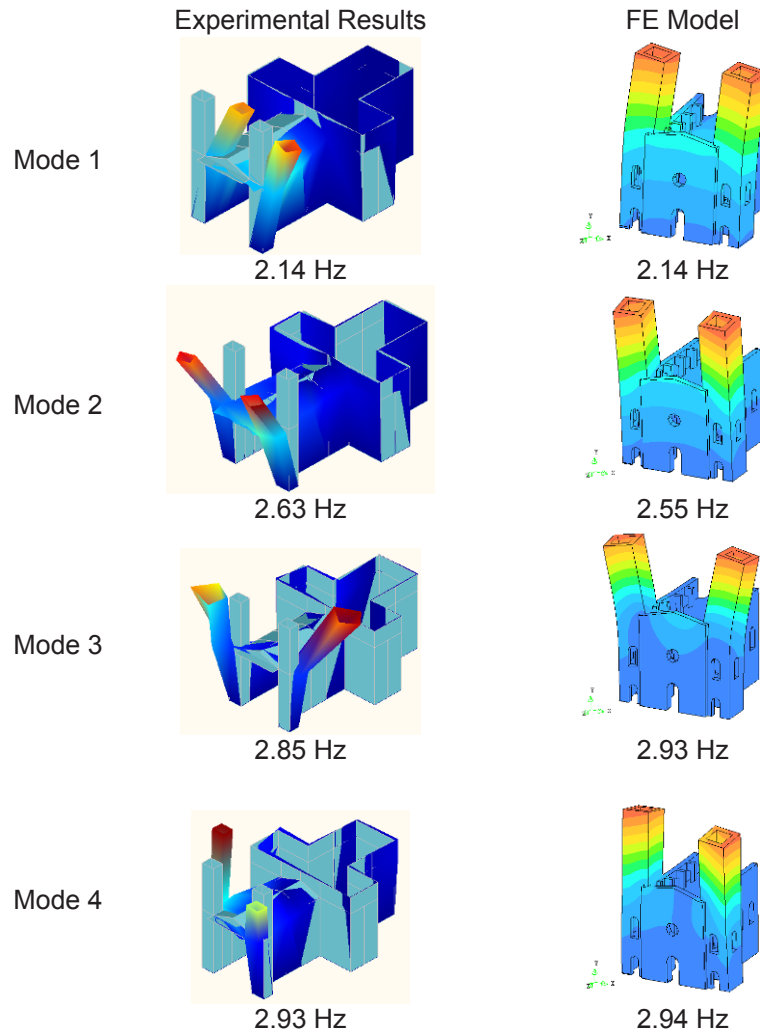 Experimental Results FE Model
Mode 1
2.14 Hz 2.14 Hz
Mode 2
2.63 Hz 2.55 Hz
Mode 3
2.85 Hz 2.93 Hz
Mode 4
2.93 Hz 2.94 Hz